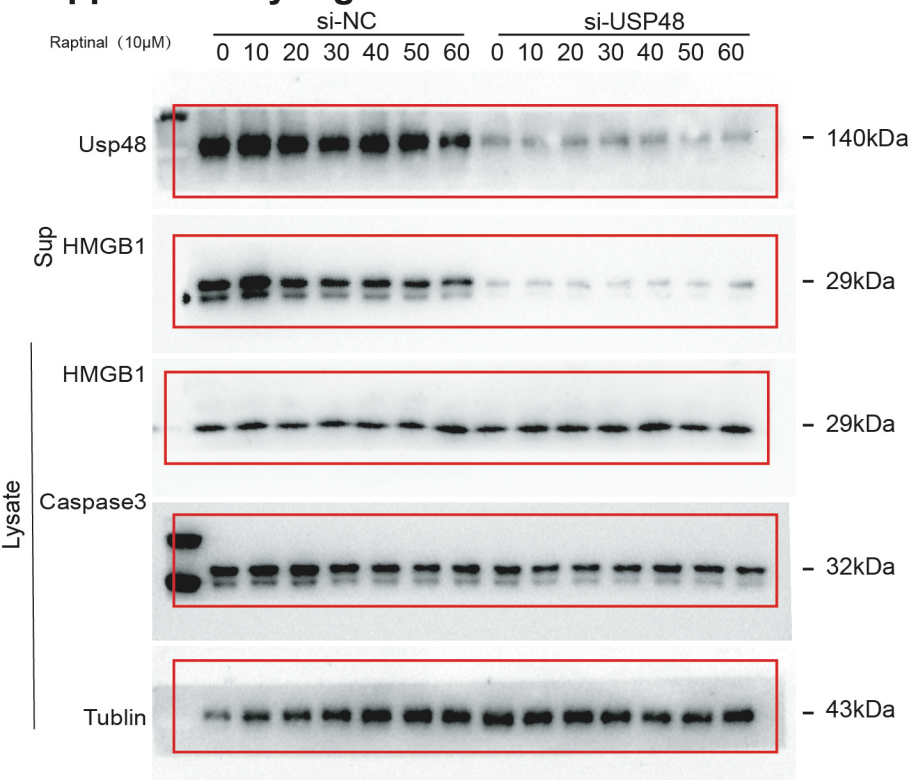 si-NC si-USP48
Raptinal（10μM） 0 10 20 30 40 50 60 0 10 20 30 40 50 60
Usp48 – 140kDa
Sup
HMGB1 – 29kDa
Lysate
HMGB1 – 29kDa
Caspase3 – 32kDa
Tublin – 43kDa